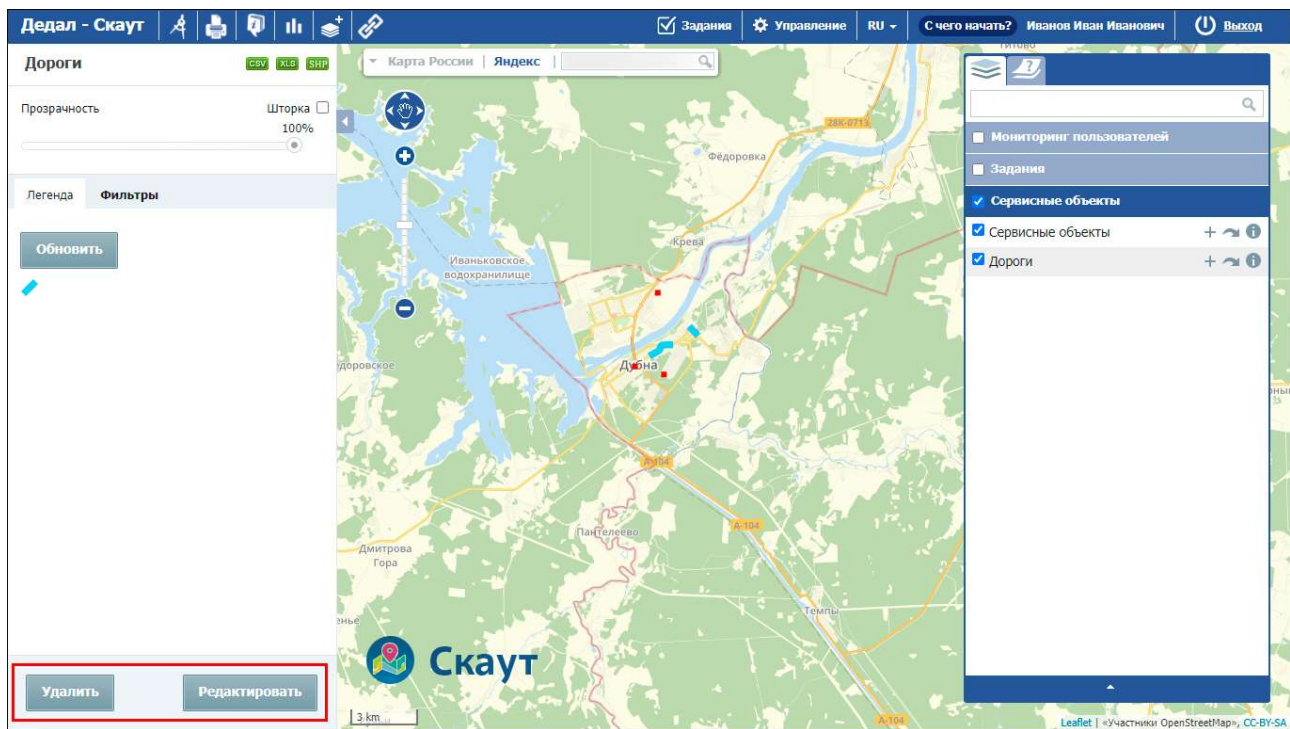 Дедал - Скаут
Задания
Управление
RU
С чего начать?
Иванов Иван Иванович
Выход
Дороги
CSV
XLS
SHP
Прозрачность
Шторка
100%
Легенда
Фильтры
Обновить
Удалить
Редактировать
Карта России | Яндекс |
28К-0713
Фёдоровка
Крева
Иваньковское
водохранилище
Дубна
А-104
Пантелеево
А-104
Дмитрова
Гора
Темпы
А-104
Скаут
3 km
Мониторинг пользователей
Задания
Сервисные объекты
Сервисные объекты
Дороги
Leaflet | «Участники OpenStreetMap», CC-BY-SA